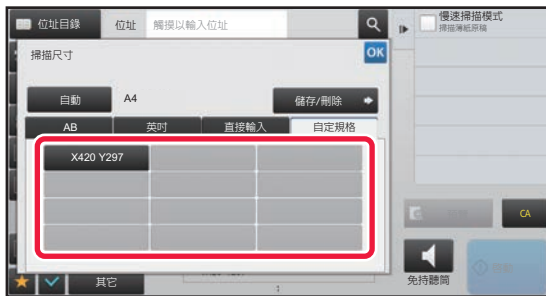 位址目錄 位址 觸摸以輸入位址
慢速掃描模式
掃描薄紙原稿
掃描尺寸
OK
自動 A4 儲存/刪除
AB 英吋 直接輸入 自定規格
X420 Y297
CA
其它
免持聽筒